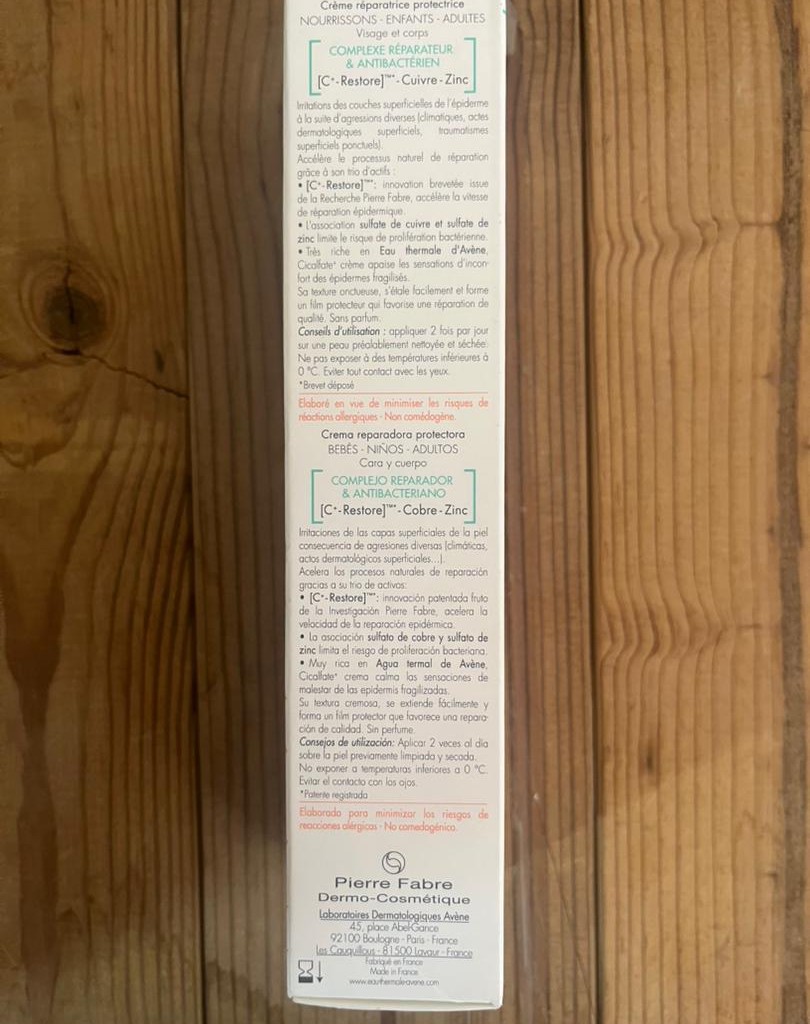 Crème réparatrice protectrice
NOURRISSONS - ENFANTS - ADULTES
Visage et corps
COMPLEXE RÉPARATEUR
& ANTIBACTÉRIEN
[C⁺-Restore]™* - Cuivre - Zinc
Irritations des couches superficielles de l'épiderme
à la suite d'agressions diverses (climatiques, actes
dermatologiques superficiels, traumatismes
superficiels ponctuels).
Accélère le processus naturel de réparation
grâce à son trio d'actifs :
• [C⁺-Restore]™*: innovation brevetée issue
de la Recherche Pierre Fabre, accélère la vitesse
de réparation épidermique.
• L'association sulfate de cuivre et sulfate de
zinc limite le risque de prolifération bactérienne.
• Très riche en Eau thermale d'Avène,
Cicalfate⁺ crème apaise les sensations d'incon-
fort des épidermes fragilisés.
Sa texture onctueuse, s'étale facilement et forme
un film protecteur qui favorise une réparation de
qualité. Sans parfum.
Conseils d'utilisation : appliquer 2 fois par jour
sur une peau préalablement nettoyée et séchée.
Ne pas exposer à des températures inférieures à
0 °C. Eviter tout contact avec les yeux.
*Brevet déposé
Elaboré en vue de minimiser les risques de
réactions allergiques - Non comédogène.
Crema reparadora protectora
BEBÉS - NIÑOS - ADULTOS
Cara y cuerpo
COMPLEJO REPARADOR
& ANTIBACTERIANO
[C⁺-Restore]™* - Cobre - Zinc
Irritaciones de las capas superficiales de la piel
consecuencia de agresiones diversas (climáticas,
actos dermatológicos superficiales...).
Acelera los procesos naturales de reparación
gracias a su trio de activos:
• [C⁺-Restore]™*: innovación patentada fruto
de la Investigación Pierre Fabre, acelera la
velocidad de la reparación epidérmica.
• La asociación sulfato de cobre y sulfato de
zinc limita el riesgo de proliferación bacteriana.
• Muy rica en Agua termal de Avène,
Cicalfate⁺ crema calma las sensaciones de
malestar de las epidermis fragilizadas.
Su textura cremosa, se extiende fácilmente y
forma un film protector que favorece una repara-
ción de calidad. Sin perfume.
Consejos de utilización: Aplicar 2 veces al día
sobre la piel previamente limpiada y secada.
No exponer a temperaturas inferiores a 0 °C.
Evitar el contacto con los ojos.
*Patente registrada
Elaborado para minimizar los riesgos de
reacciones alérgicas - No comedogénico.
Pierre Fabre
Dermo-Cosmétique
Laboratoires Dermatologiques Avène
45, place Abel-Gance
92100 Boulogne - Paris - France
Les Cauquillous - 81500 Lavaur - France
Fabriqué en France
Made in France
www.eauthermaleavene.com